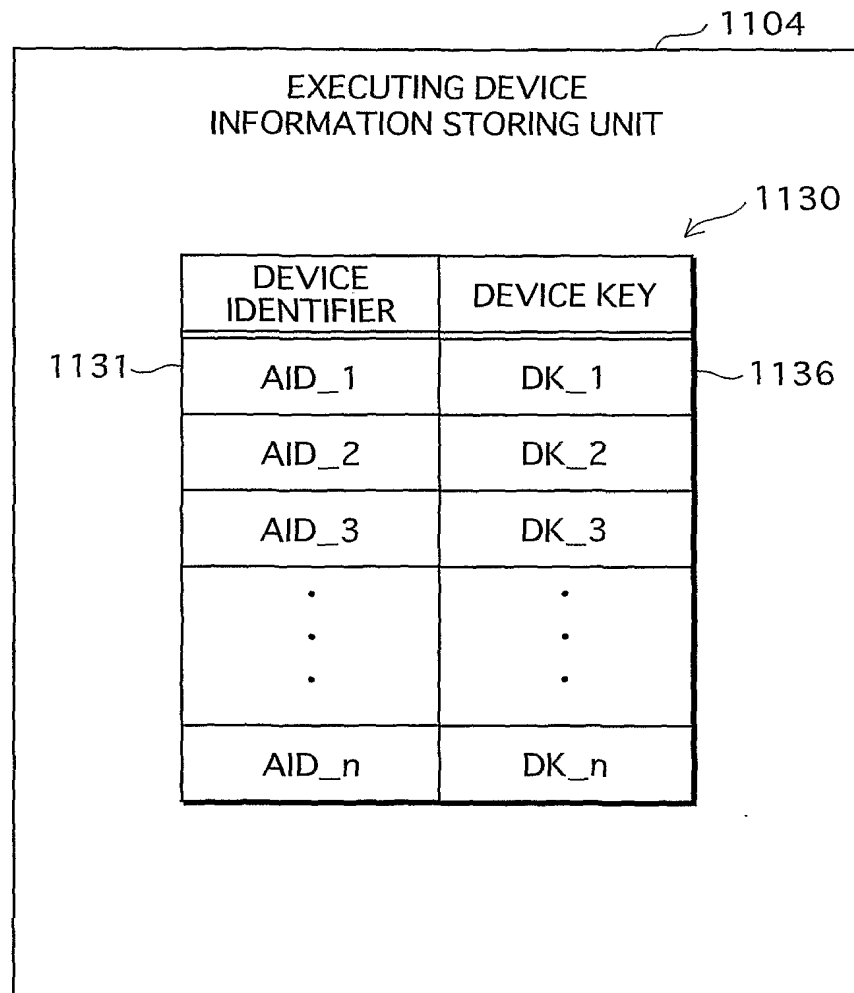 1104
EXECUTING DEVICE
INFORMATION STORING UNIT
1130
DEVICE IDENTIFIER DEVICE KEY
1131 AID_1 DK_1 1136
AID_2 DK_2
AID_3 DK_3
AID_n DK_n